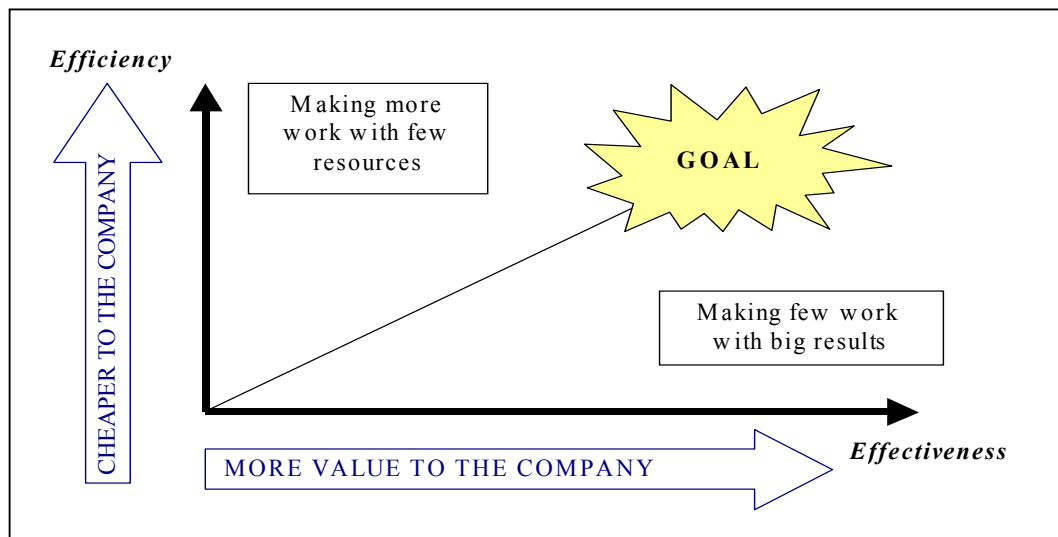 Efficiency
CHEAPER TO THE COMPANY
Making more
work with few
resources
GOAL
Making few work
with big results
Effectiveness
MORE VALUE TO THE COMPANY